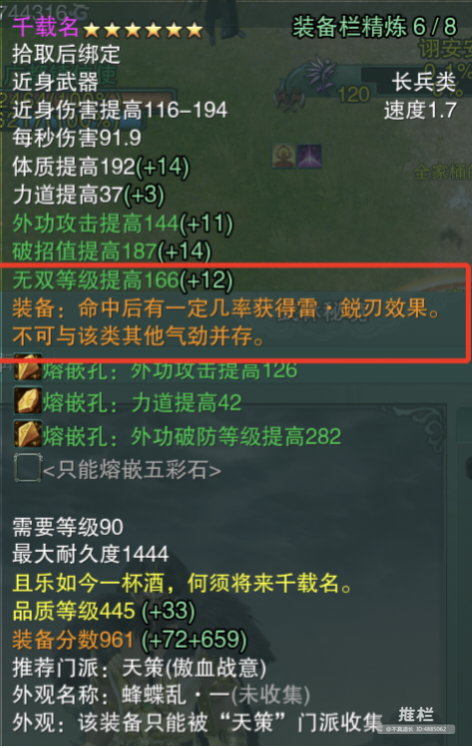 千载名★★★★★★ 装备栏精炼 6 / 8
拾取后绑定
近身武器 长兵类
近身伤害提高116-194 速度1.7
每秒伤害91.9
体质提高192(+14)
力道提高37(+3)
外功攻击提高144(+11)
破招值提高187(+14)
无双等级提高166(+12)
装备：命中后有一定几率获得雷·鋭刃效果。
不可与该类其他气劲并存。
熔嵌孔：外功攻击提高126
熔嵌孔：力道提高42
熔嵌孔：外功破防等级提高282
<只能熔嵌五彩石>
需要等级90
最大耐久度1444
且乐如今一杯酒，何须将来千载名。
品质等级445 (+33)
装备分数961 (+72+659)
推荐门派：天策(傲血战意)
外观名称：蜂蝶乱·一(未收集)
外观：该装备只能被“天策”门派收集
推栏
120